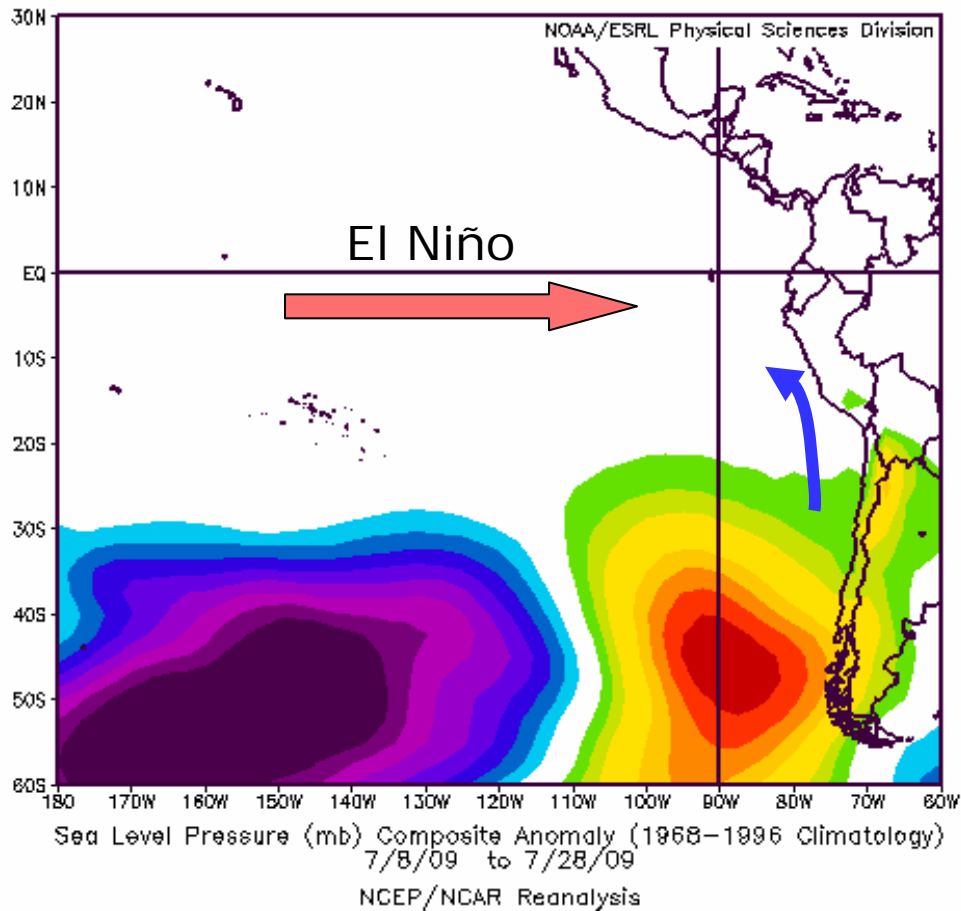 30N
NOAA/ESRL Physical Sciences Division
20N
10N
El Niño
EQ
10S
20S
30S
40S
50S
60S
180 170W 160W 150W 140W 130W 120W 110W 100W 90W 80W 70W 60W
Sea Level Pressure (mb) Composite Anomaly (1968-1996 Climatology)
7/8/09 to 7/28/09
NCEP/NCAR Reanalysis